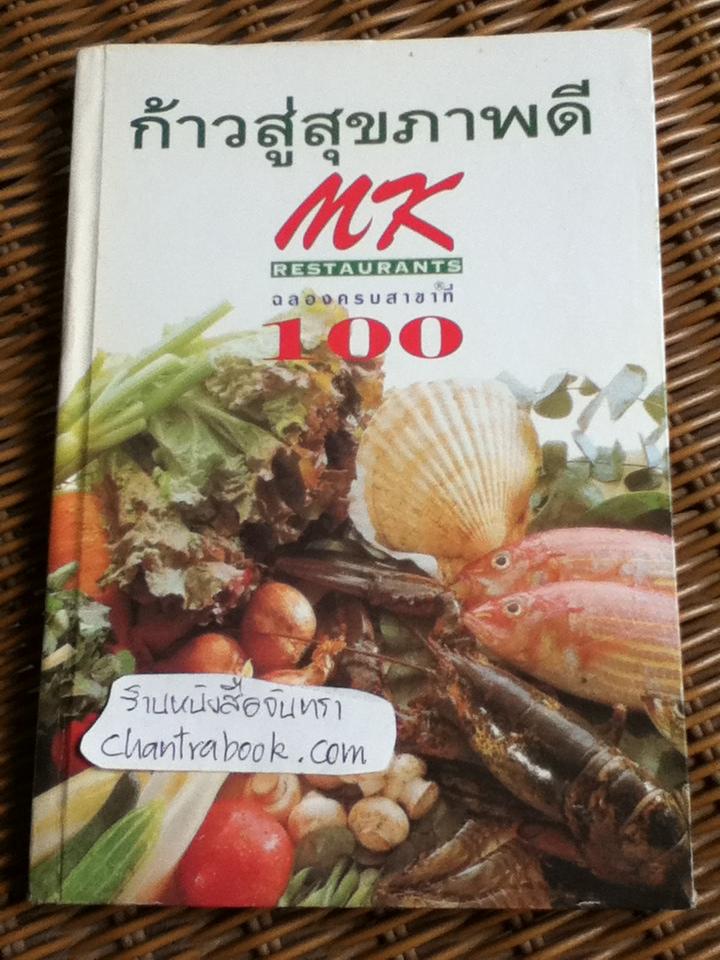 ก้าวสู่สุขภาพดี
MK
RESTAURANTS
®
ฉลองครบสาขาที่
100
ร้านหนังสือจันทรา
chantrabook.com